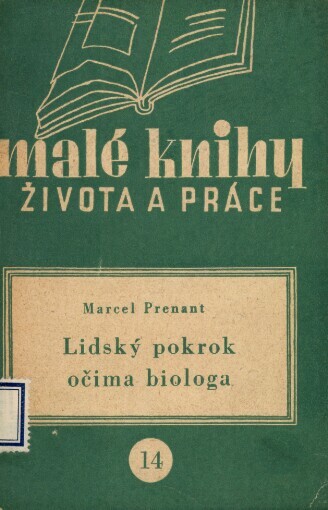 malé knihy
ŽIVOTA A PRÁCE
Marcel Prenant
Lidský pokrok
očima biologa
14